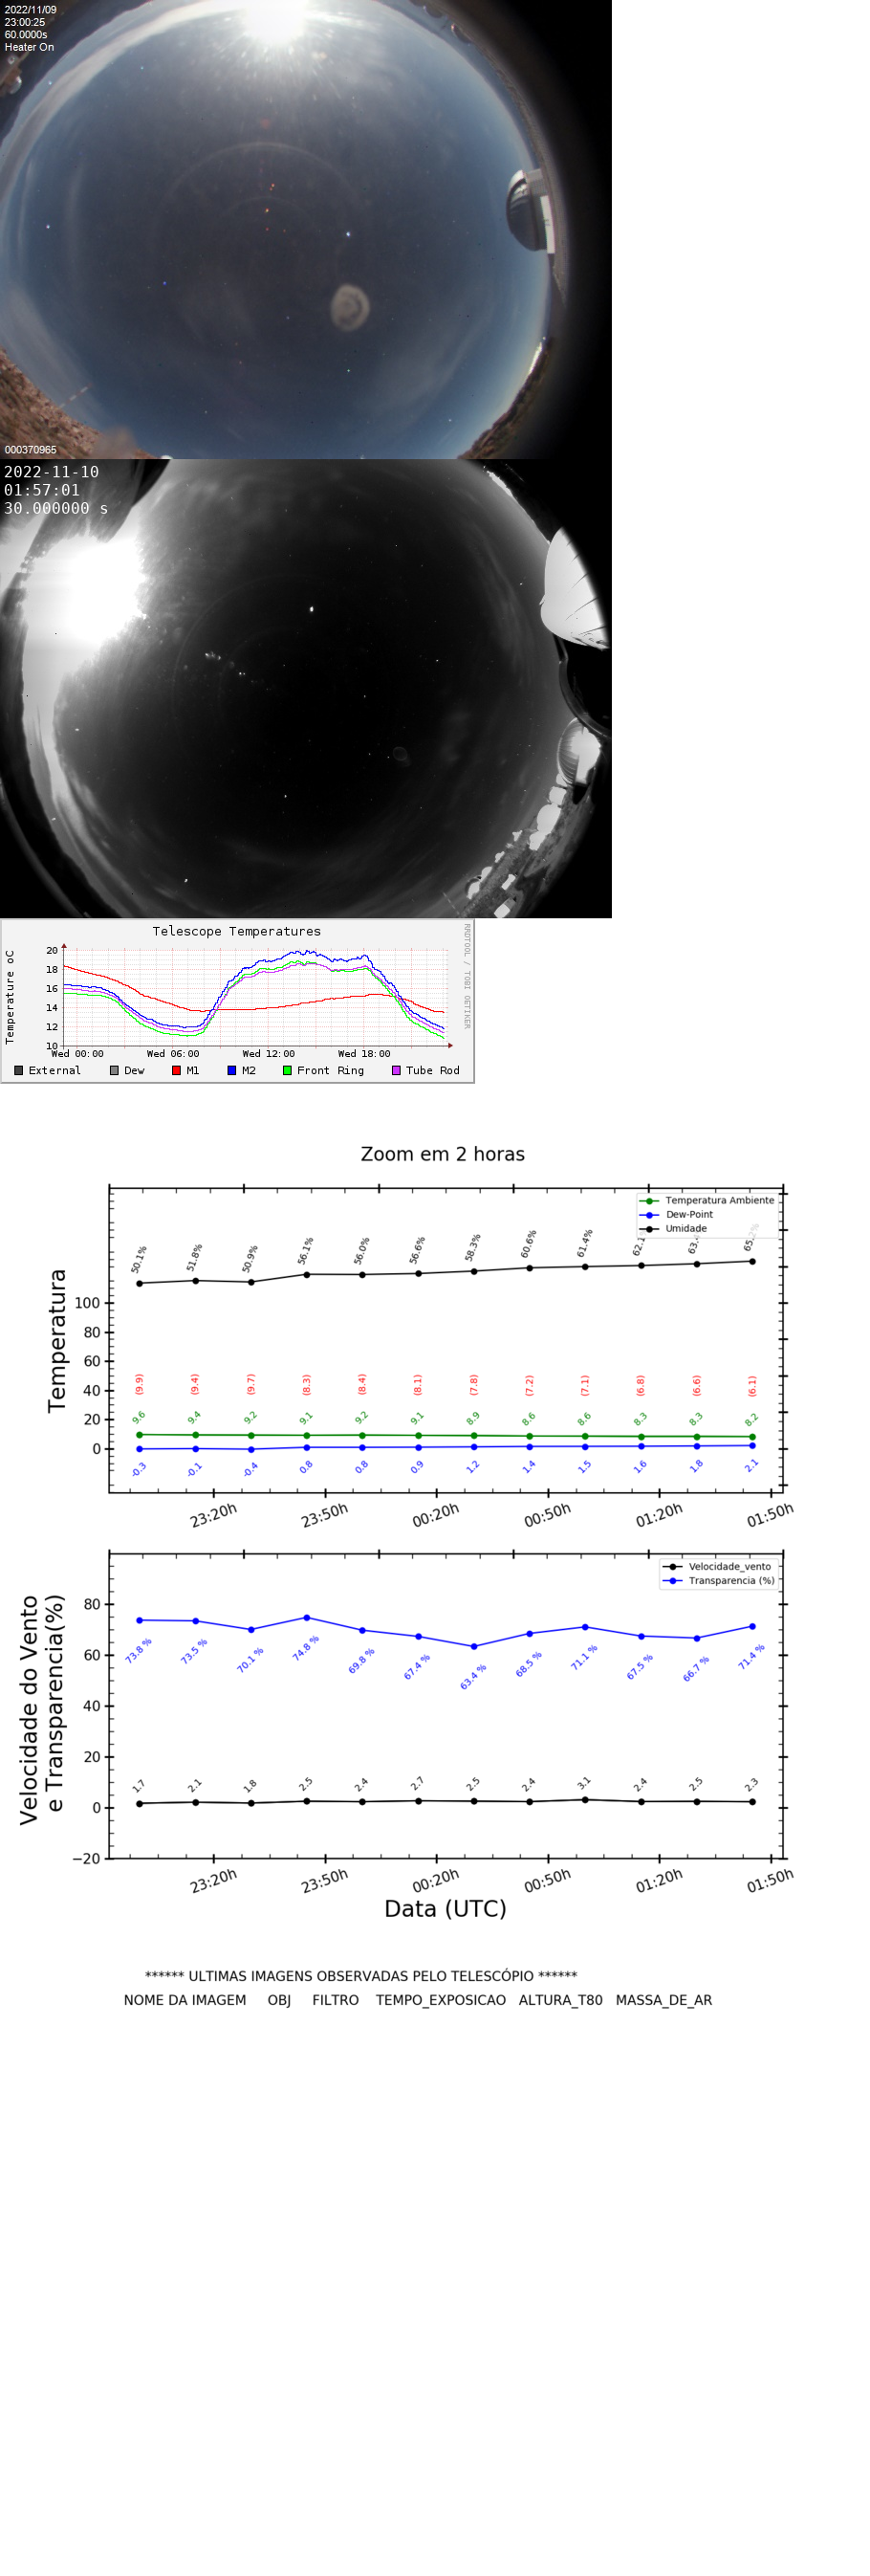 2022/11/09
23:00:25
60.0000s
Heater On
000370965
2022-11-10
01:57:01
30.000000 s
Telescope Temperatures
RRDTOOL / TOBI OETIKER
Temperature oC
20
18
16
14
12
10
Wed 00:00 Wed 06:00 Wed 12:00 Wed 18:00
External Dew M1 M2 Front Ring Tube Rod
Zoom em 2 horas
Temperatura Ambiente
Dew-Point
Umidade
50.1% 51.8% 50.9% 56.1% 56.0% 56.6% 58.3% 60.6% 61.4% 62.1 63. 65.
Temperatura
100
80
60
40
20
0
(9.9) (9.4) (9.7) (8.3) (8.4) (8.1) (7.8) (7.2) (7.1) (6.8) (6.6) (6.1)
9.6 9.4 9.2 9.1 9.2 9.1 8.9 8.6 8.6 8.3 8.3 8.2
-0.3 -0.1 -0.4 0.8 0.8 0.9 1.2 1.4 1.5 1.6 1.8 2.1
23:20h 23:50h 00:20h 00:50h 01:20h 01:50h
Velocidade_vento
Transparencia (%)
Velocidade do Vento
e Transparencia(%)
80
60
40
20
0
−20
73.8 % 73.5 % 70.1 % 74.8 % 69.8 % 67.4 % 63.4 % 68.5 % 71.1 % 67.5 % 66.7 % 71.4 %
1.7 2.1 1.8 2.5 2.4 2.7 2.5 2.4 3.1 2.4 2.5 2.3
23:20h 23:50h 00:20h 00:50h 01:20h 01:50h
Data (UTC)
****** ULTIMAS IMAGENS OBSERVADAS PELO TELESCÓPIO ******
NOME DA IMAGEM OBJ FILTRO TEMPO_EXPOSICAO ALTURA_T80 MASSA_DE_AR